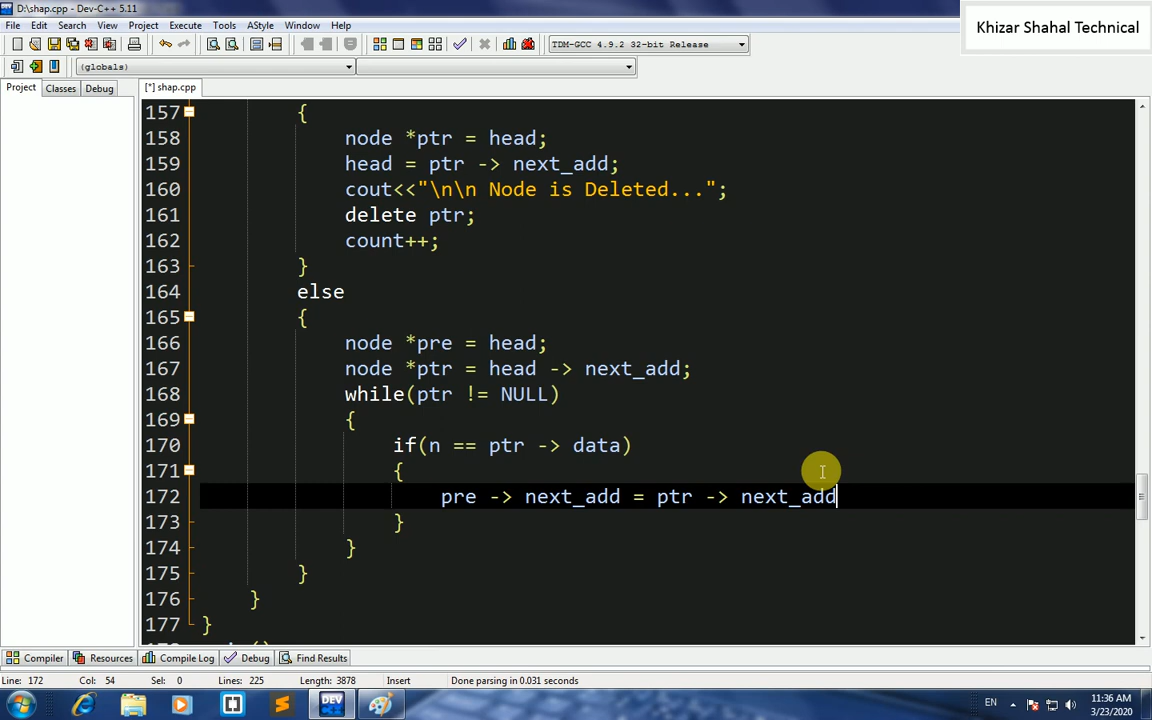 D:\shap.cpp - Dev-C++ 5.11
Khizar Shahal Technical
File Edit Search View Project Execute Tools AStyle Window Help
TDM-GCC 4.9.2 32-bit Release
(globals)
Project Classes Debug
[*] shap.cpp
157 {
158 node *ptr = head;
159 head = ptr -> next_add;
160 cout<<"\n\n Node is Deleted...";
161 delete ptr;
162 count++;
163 }
164 else
165 {
166 node *pre = head;
167 node *ptr = head -> next_add;
168 while(ptr != NULL)
169 {
170 if(n == ptr -> data)
171 {
172 pre -> next_add = ptr -> next_add
173 }
174 }
175 }
176 }
177 }
Compiler Resources Compile Log Debug Find Results
Line: 172 Col: 54 Sel: 0 Lines: 225 Length: 3878 Insert Done parsing in 0.031 seconds
DEV
EN
11:36 AM
3/23/2020